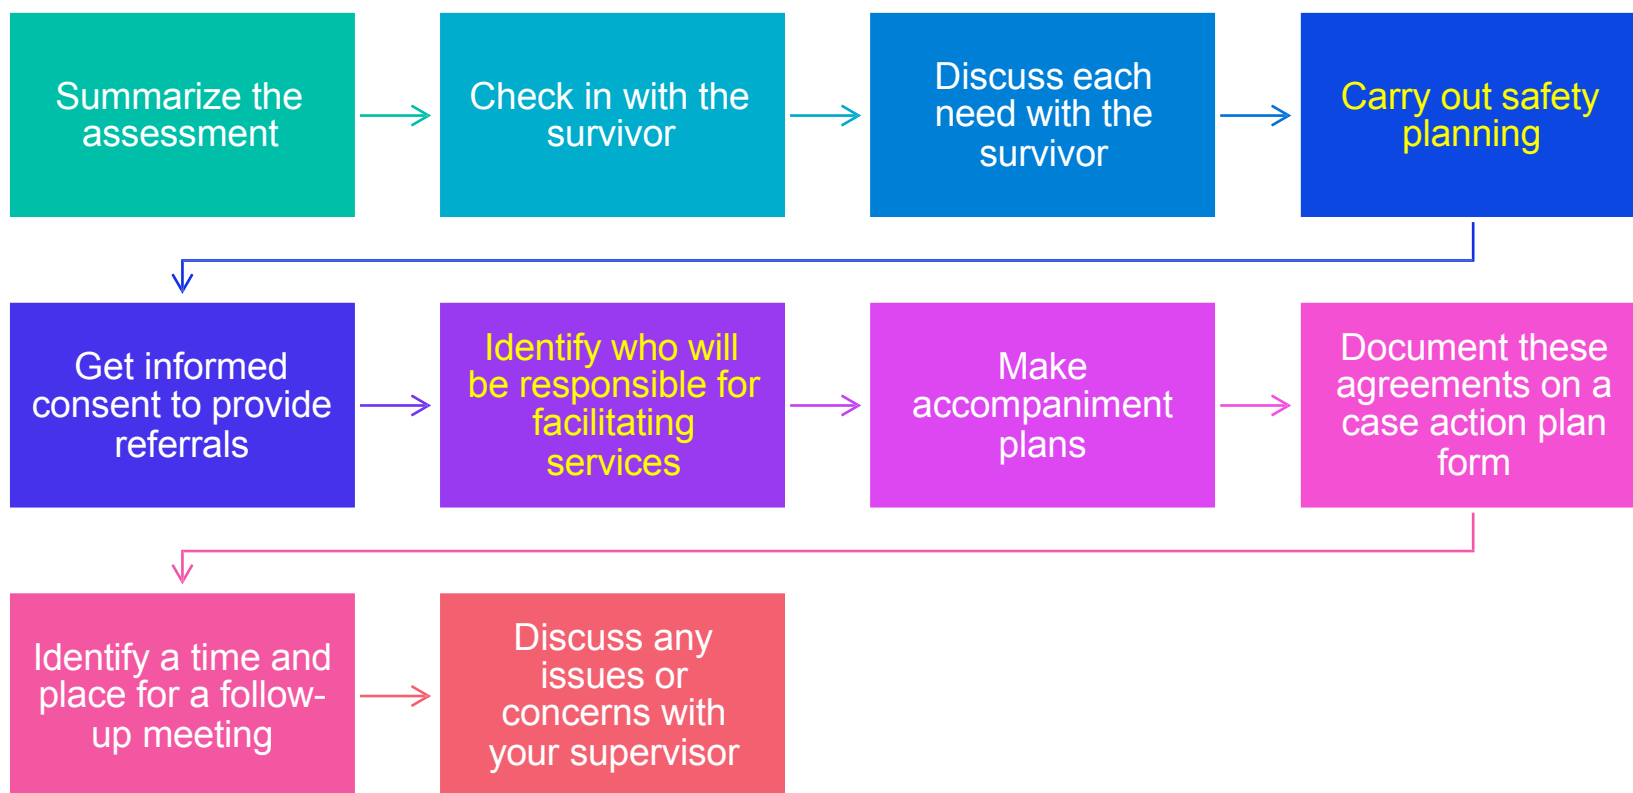 Summarize the
assessment
Check in with the
survivor
Discuss each
need with the
survivor
Carry out safety
planning
Get informed
consent to provide
referrals
Identify who will
be responsible for
facilitating
services
Make
accompaniment
plans
Document these
agreements on a
case action plan
form
Identify a time and
place for a follow-
up meeting
Discuss any
issues or
concerns with
your supervisor